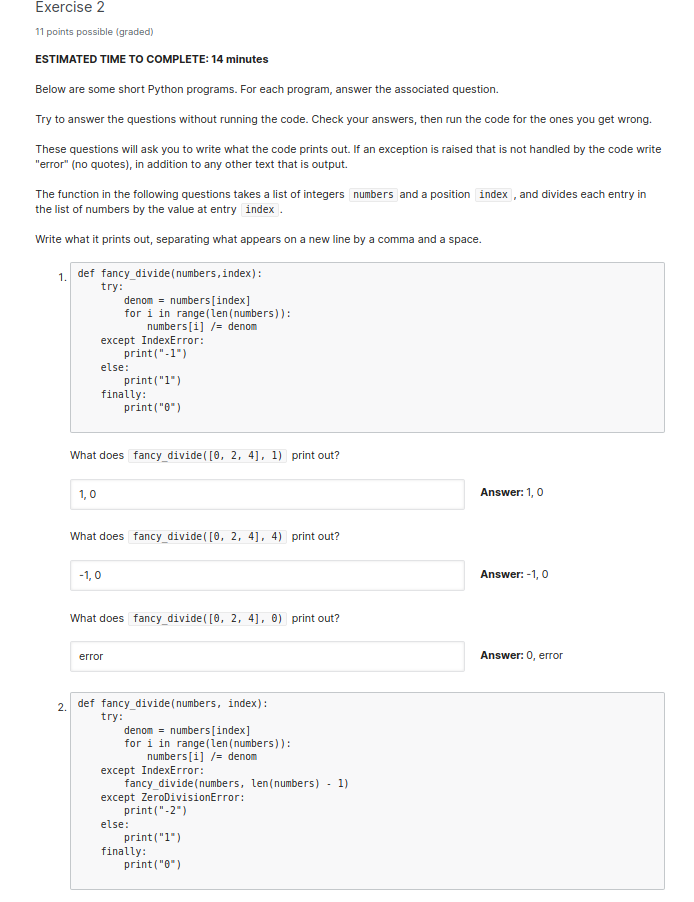 Exercise 2
11 points possible (graded)
ESTIMATED TIME TO COMPLETE: 14 minutes
Below are some short Python programs. For each program, answer the associated question.
Try to answer the questions without running the code. Check your answers, then run the code for the ones you get wrong.
These questions will ask you to write what the code prints out. If an exception is raised that is not handled by the code write
"error" (no quotes), in addition to any other text that is output.
The function in the following questions takes a list of integers numbers and a position index , and divides each entry in
the list of numbers by the value at entry index .
Write what it prints out, separating what appears on a new line by a comma and a space.
1.
def fancy_divide(numbers,index):
    try:
        denom = numbers[index]
        for i in range(len(numbers)):
            numbers[i] /= denom
    except IndexError:
        print("-1")
    else:
        print("1")
    finally:
        print("0")
What does fancy_divide([0, 2, 4], 1) print out?
1, 0
Answer: 1, 0
What does fancy_divide([0, 2, 4], 4) print out?
-1, 0
Answer: -1, 0
What does fancy_divide([0, 2, 4], 0) print out?
error
Answer: 0, error
2.
def fancy_divide(numbers, index):
    try:
        denom = numbers[index]
        for i in range(len(numbers)):
            numbers[i] /= denom
    except IndexError:
        fancy_divide(numbers, len(numbers) - 1)
    except ZeroDivisionError:
        print("-2")
    else:
        print("1")
    finally:
        print("0")